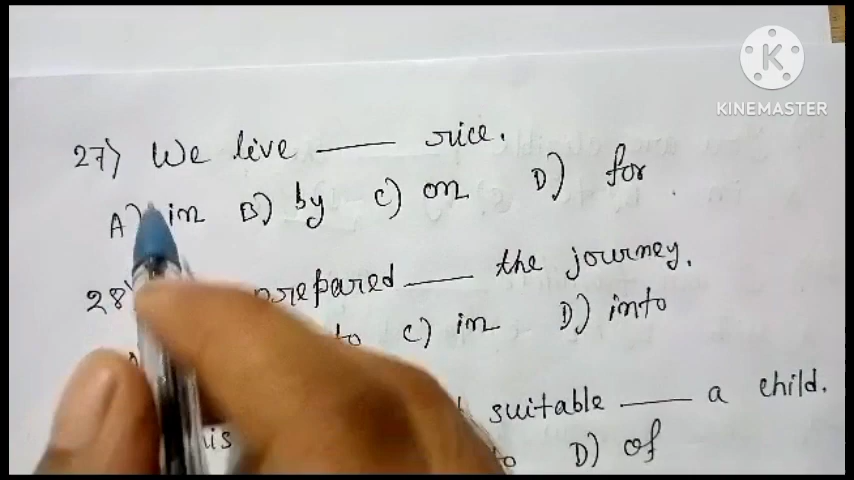 KINEMASTER
27) We live ___ rice.
A) in B) by C) on D) for
28) prepared ___ the journey.
C) in D) into
suitable ___ a child.
D) of